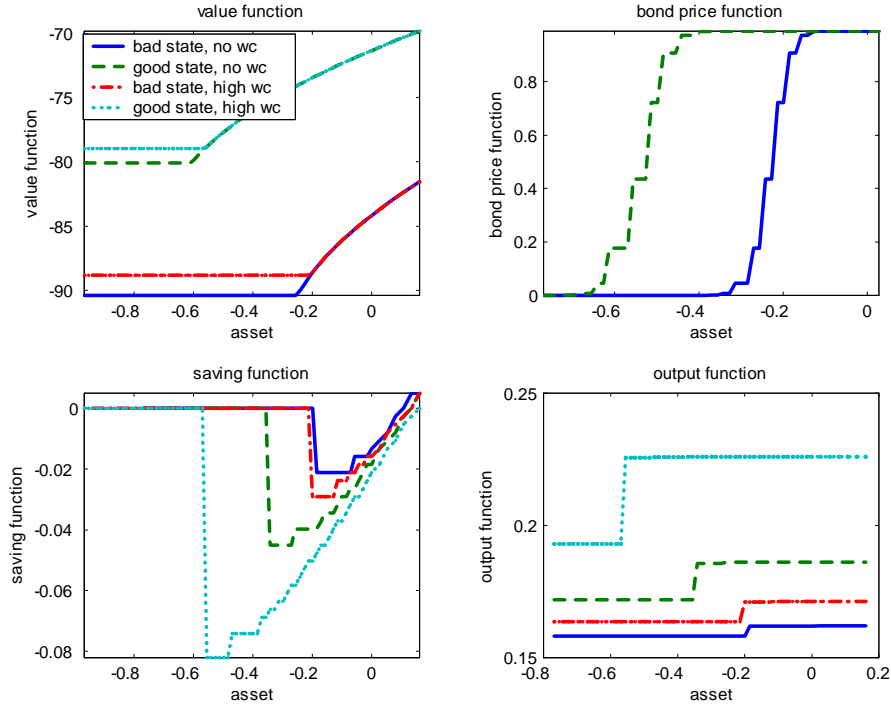 value function
-70
-75
-80
-85
-90
value function
bad state, no wc
good state, no wc
bad state, high wc
good state, high wc
-0.8 -0.6 -0.4 -0.2 0
asset
bond price function
0.8
0.6
0.4
0.2
0
bond price function
-0.6 -0.4 -0.2 0
asset
saving function
0
-0.02
-0.04
-0.06
-0.08
saving function
-0.8 -0.6 -0.4 -0.2 0
asset
output function
0.25
0.2
0.15
output function
-0.8 -0.6 -0.4 -0.2 0 0.2
asset